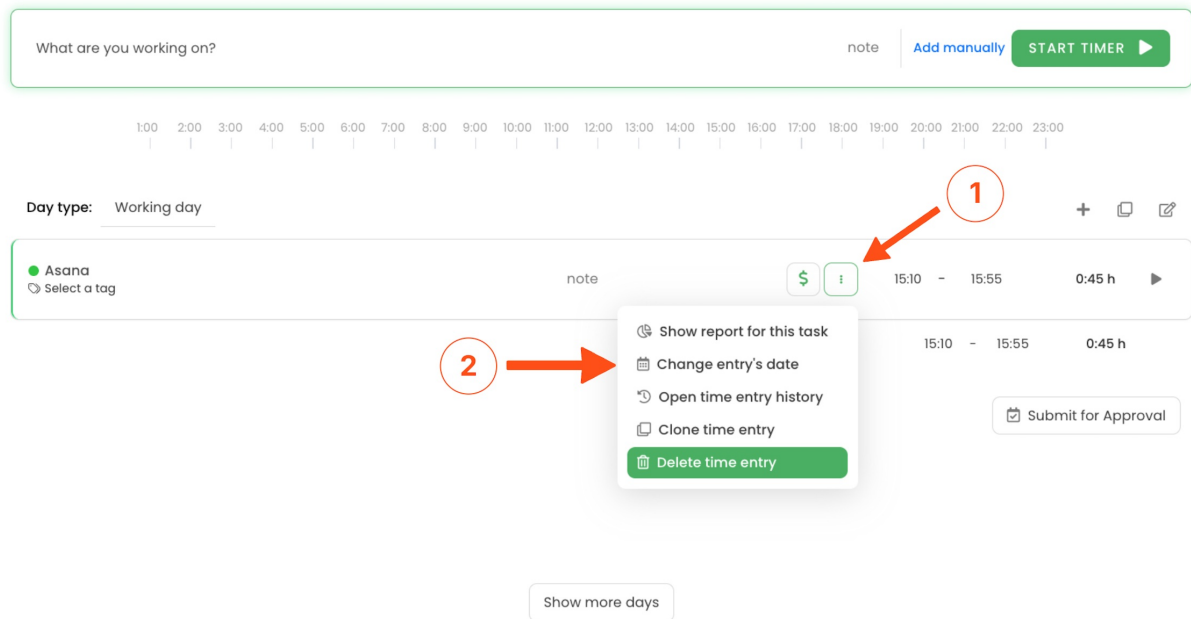 What are you working on? note Add manually START TIMER
1:00 2:00 3:00 4:00 5:00 6:00 7:00 8:00 9:00 10:00 11:00 12:00 13:00 14:00 15:00 16:00 17:00 18:00 19:00 20:00 21:00 22:00 23:00
1
Day type: Working day
Asana
Select a tag
note $ 15:10 - 15:55 0:45 h
15:10 - 15:55 0:45 h
2
Show report for this task
Change entry's date
Open time entry history
Clone time entry
Delete time entry
Submit for Approval
Show more days